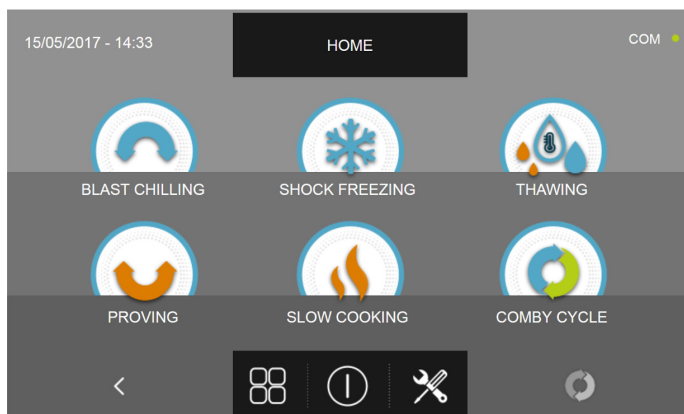 15/05/2017 - 14:33
HOME
COM
BLAST CHILLING
SHOCK FREEZING
THAWING
PROVING
SLOW COOKING
COMBY CYCLE